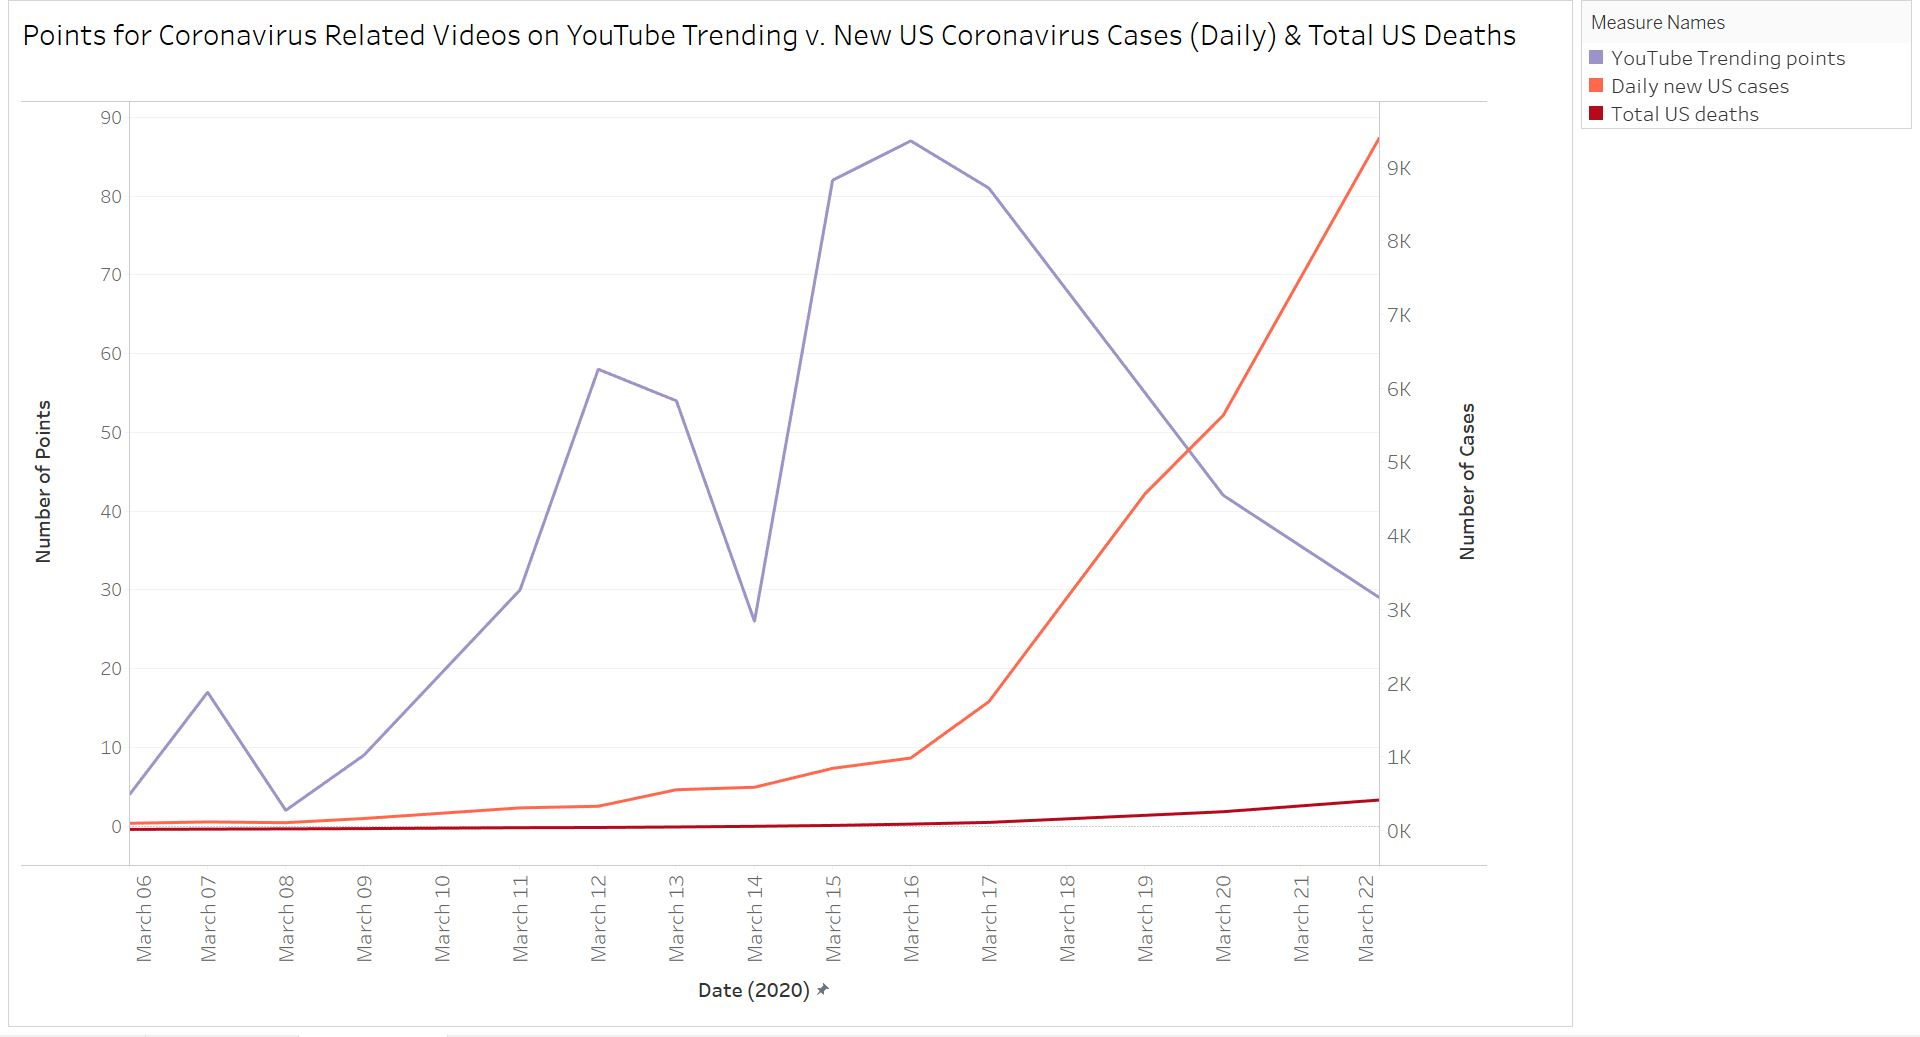 Points for Coronavirus Related Videos on YouTube Trending v. New US Coronavirus Cases (Daily) & Total US Deaths
Measure Names
YouTube Trending points
Daily new US cases
Total US deaths
Number of Points
90
80
70
60
50
40
30
20
10
0
9K
8K
7K
6K
5K
4K
3K
2K
1K
0K
Number of Cases
March 06
March 07
March 08
March 09
March 10
March 11
March 12
March 13
March 14
March 15
March 16
March 17
March 18
March 19
March 20
March 21
March 22
Date (2020)